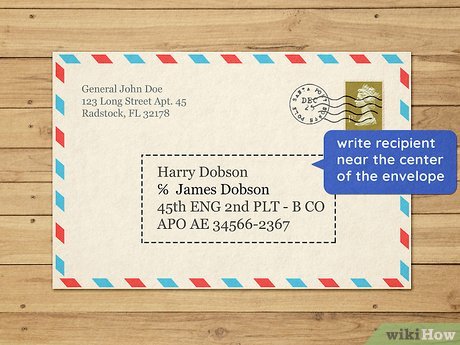 General John Doe
123 Long Street Apt. 45
Radstock, FL 32178
DEC
write recipient
near the center
of the envelope
Harry Dobson
℅ James Dobson
45th ENG 2nd PLT - B CO
APO AE 34566-2367
wikiHow